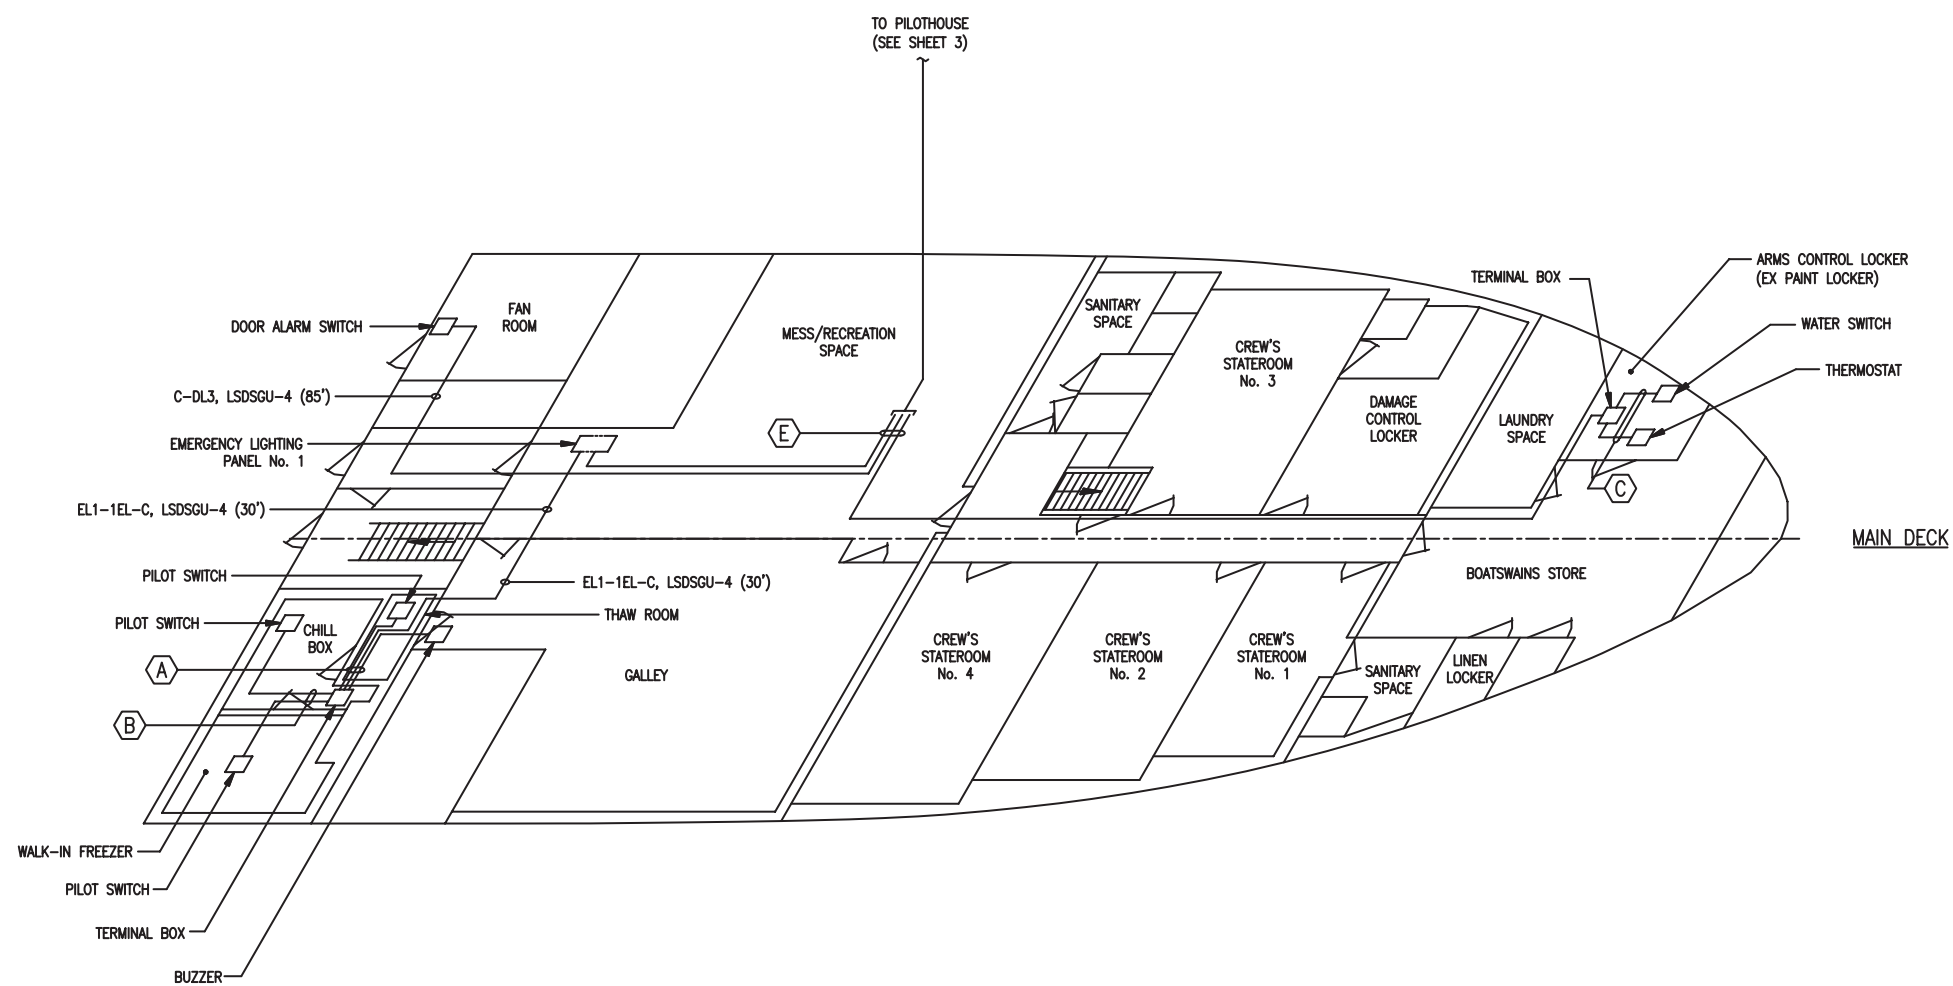 TO PILOTHOUSE
(SEE SHEET 3)
ARMS CONTROL LOCKER
(EX PAINT LOCKER)
TERMINAL BOX
WATER SWITCH
THERMOSTAT
FAN
ROOM
DOOR ALARM SWITCH
MESS/RECREATION
SPACE
SANITARY
SPACE
CREW'S
STATEROOM
No. 3
C-DL3, LSDSGU-4 (85')
DAMAGE
CONTROL
LOCKER
LAUNDRY
SPACE
E
EMERGENCY LIGHTING
PANEL No. 1
C
EL1-1EL-C, LSDSGU-4 (30')
MAIN DECK
PILOT SWITCH
EL1-1EL-C, LSDSGU-4 (30')
BOATSWAINS STORE
THAW ROOM
PILOT SWITCH
CHILL
BOX
A
GALLEY
CREW'S
STATEROOM
No. 4
CREW'S
STATEROOM
No. 2
CREW'S
STATEROOM
No. 1
SANITARY
SPACE
LINEN
LOCKER
B
WALK-IN FREEZER
PILOT SWITCH
TERMINAL BOX
BUZZER